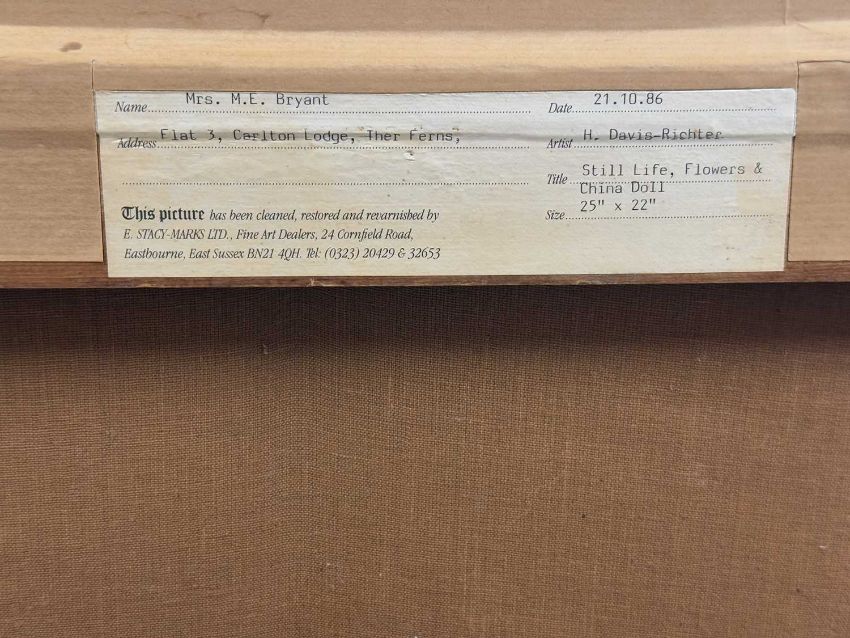 Name Mrs. M.E. Bryant
Address Flat 3, Carlton Lodge, Ther Ferns,
This picture has been cleaned, restored and revarnished by
E. STACY-MARKS LTD., Fine Art Dealers, 24 Cornfield Road,
Eastbourne, East Sussex BN21 4QH. Tel: (0323) 20429 & 32653
Date 21.10.86
Artist H. Davis-Richter
Title Still Life, Flowers &
China Doll
Size 25" x 22"